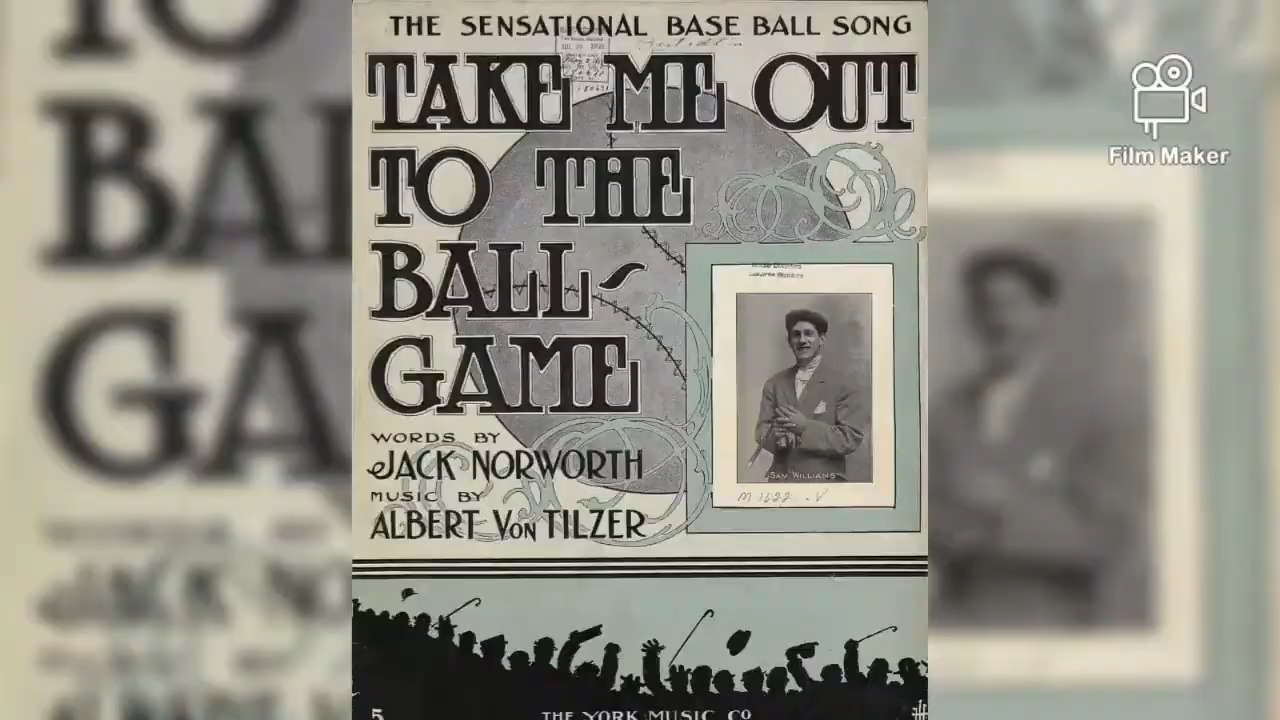 THE SENSATIONAL BASE BALL SONG
TAKE ME OUT
TO THE
BALL-
GAME
WORDS BY
JACK NORWORTH
MUSIC BY
ALBERT VON TILZER
SAM WILLIAMS
M 1522 .V
5
THE YORK MUSIC CO
Film Maker